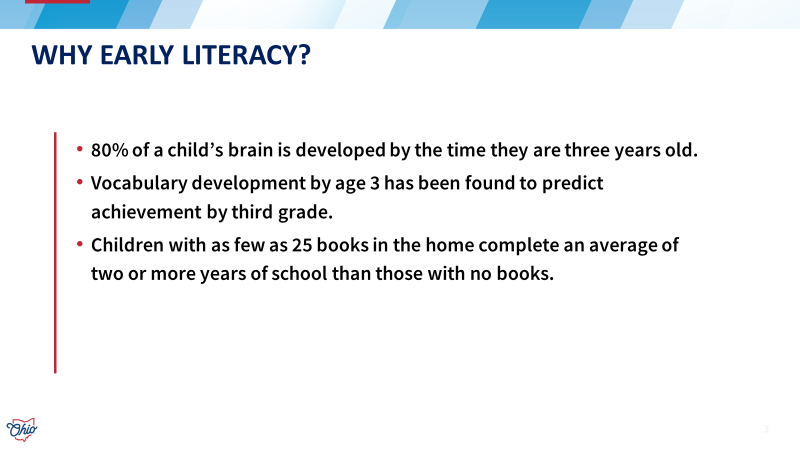 WHY EARLY LITERACY?
• 80% of a child’s brain is developed by the time they are three years old.
• Vocabulary development by age 3 has been found to predict
achievement by third grade.
• Children with as few as 25 books in the home complete an average of
two or more years of school than those with no books.
Ohio